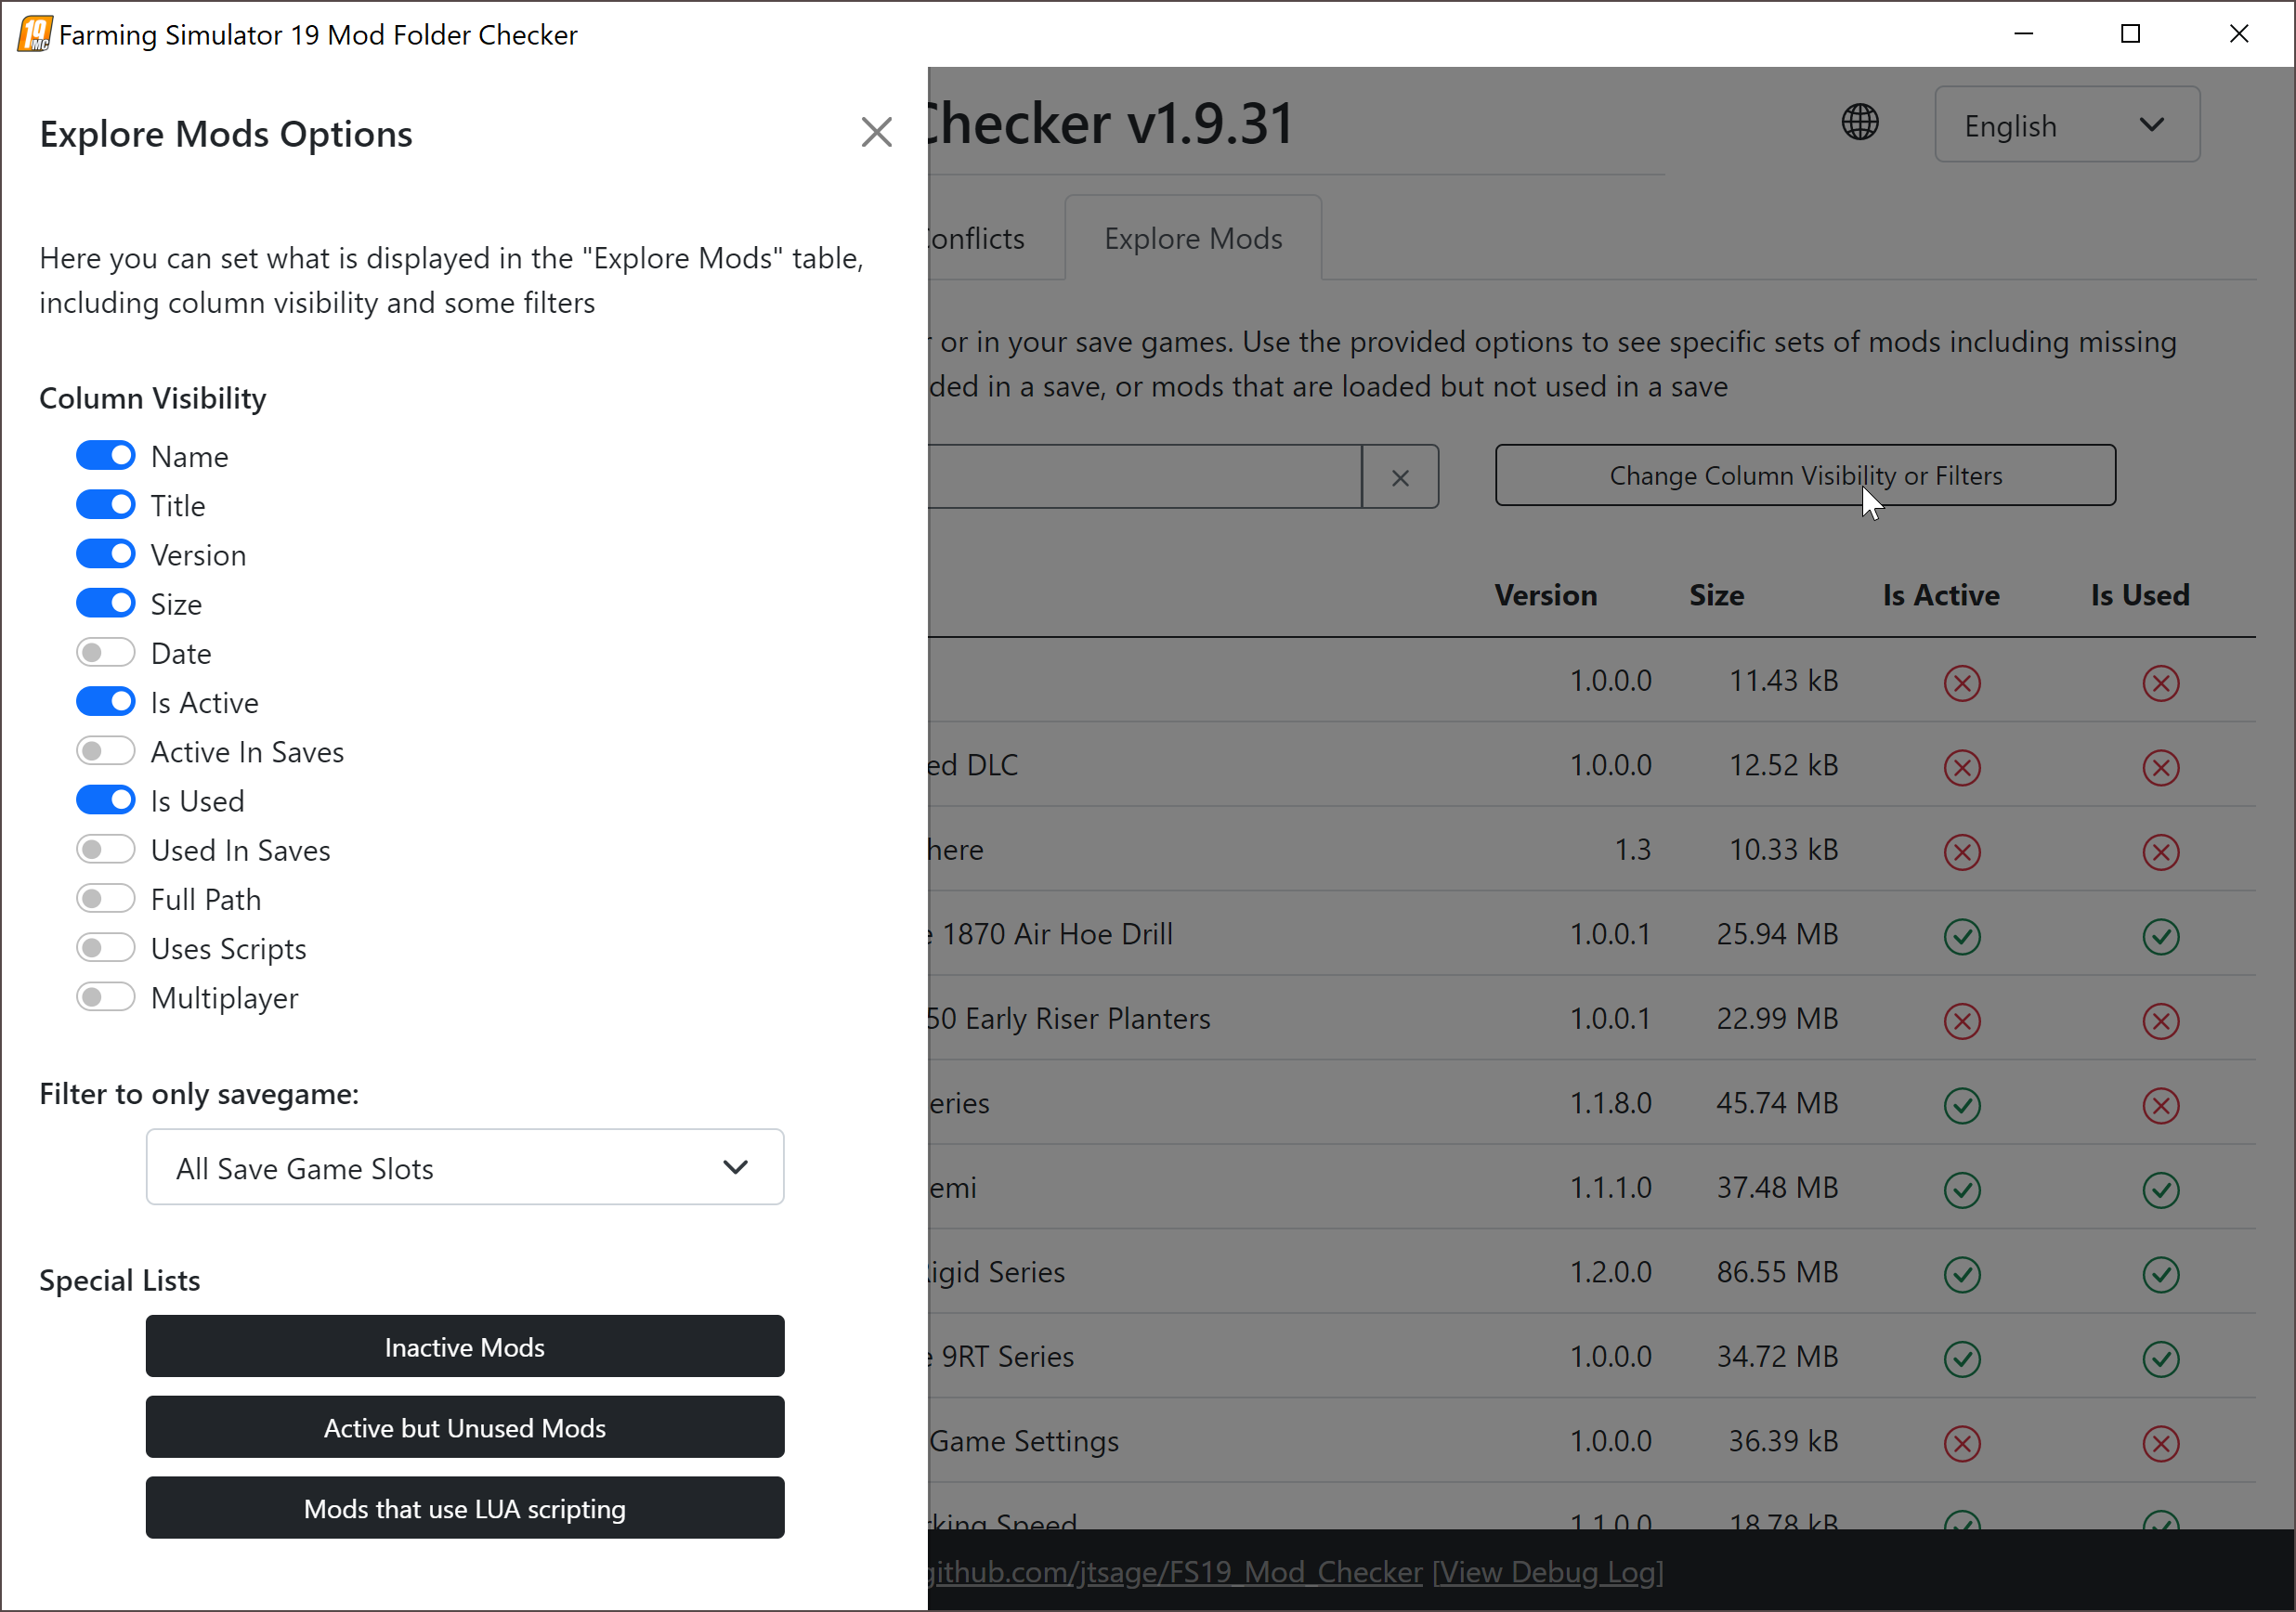 Farming Simulator 19 Mod Folder Checker
Explore Mods Options
Here you can set what is displayed in the "Explore Mods" table,
including column visibility and some filters
Column Visibility
Name
Title
Version
Size
Date
Is Active
Active In Saves
Is Used
Used In Saves
Full Path
Uses Scripts
Multiplayer
Filter to only savegame:
All Save Game Slots
Special Lists
Inactive Mods
Active but Unused Mods
Mods that use LUA scripting
Checker v1.9.31
English
Conflicts
Explore Mods
or in your save games. Use the provided options to see specific sets of mods including missing
ded in a save, or mods that are loaded but not used in a save
Change Column Visibility or Filters
Version Size Is Active Is Used
1.0.0.0 11.43 kB
ed DLC 1.0.0.0 12.52 kB
here 1.3 10.33 kB
1870 Air Hoe Drill 1.0.0.1 25.94 MB
50 Early Riser Planters 1.0.0.1 22.99 MB
eries 1.1.8.0 45.74 MB
emi 1.1.1.0 37.48 MB
igid Series 1.2.0.0 86.55 MB
9RT Series 1.0.0.0 34.72 MB
Game Settings 1.0.0.0 36.39 kB
rking Speed 1.1.0.0 18.78 kB
github.com/jtsage/FS19_Mod_Checker [View Debug Log]